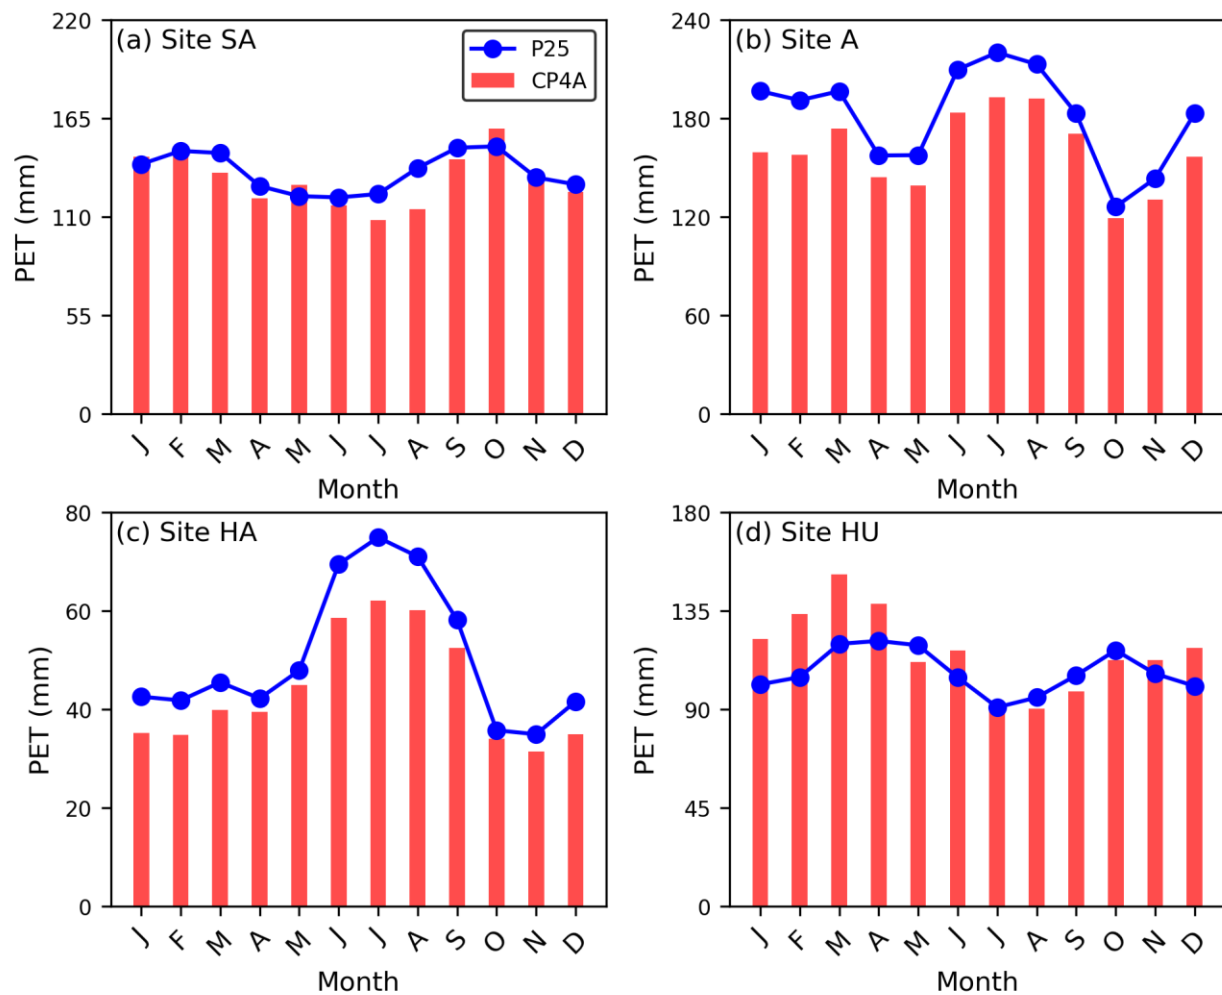 (a) Site SA
P25
CP4A
PET (mm)
220
165
110
55
0
J F M A M J J A S O N D
Month
(b) Site A
PET (mm)
240
180
120
60
0
J F M A M J J A S O N D
Month
(c) Site HA
PET (mm)
80
60
40
20
0
J F M A M J J A S O N D
Month
(d) Site HU
PET (mm)
180
135
90
45
0
J F M A M J J A S O N D
Month